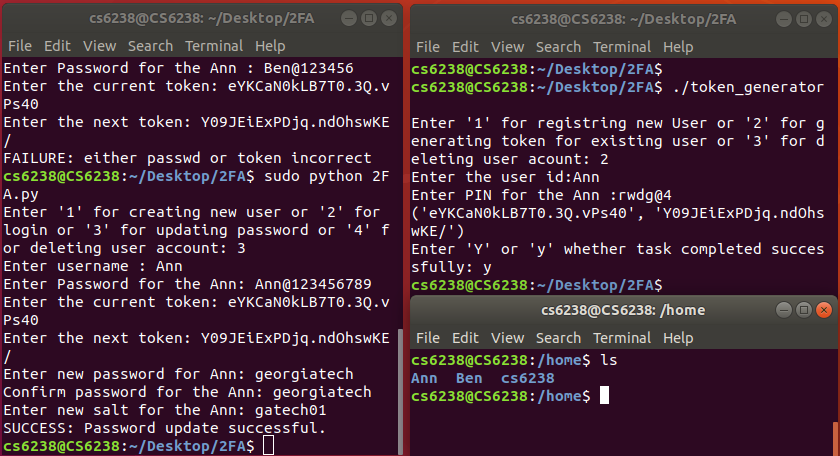 cs6238@CS6238: ~/Desktop/2FA
File Edit View Search Terminal Help
Enter Password for the Ann : Ben@123456
Enter the current token: eYKCaN0kLB7T0.3Q.v
Ps40
Enter the next token: Y09JEiExPDjq.ndOhswKE
/
FAILURE: either passwd or token incorrect
cs6238@CS6238:~/Desktop/2FA$ sudo python 2F
A.py
Enter '1' for creating new user or '2' for
login or '3' for updating password or '4' f
or deleting user account: 3
Enter username : Ann
Enter Password for the Ann: Ann@123456789
Enter the current token: eYKCaN0kLB7T0.3Q.v
Ps40
Enter the next token: Y09JEiExPDjq.ndOhswKE
/
Enter new password for Ann: georgiatech
Confirm password for the Ann: georgiatech
Enter new salt for the Ann: gatech01
SUCCESS: Password update successful.
cs6238@CS6238:~/Desktop/2FA$
cs6238@CS6238: ~/Desktop/2FA
File Edit View Search Terminal Help
cs6238@CS6238:~/Desktop/2FA$
cs6238@CS6238:~/Desktop/2FA$ ./token_generator
Enter '1' for registring new User or '2' for g
enerating token for existing user or '3' for d
eleting user acount: 2
Enter the user id:Ann
Enter PIN for the Ann :rwdg@4
('eYKCaN0kLB7T0.3Q.vPs40', 'Y09JEiExPDjq.ndOhs
wKE/')
Enter 'Y' or 'y' whether task completed succes
sfully: y
cs6238@CS6238:~/Desktop/2FA$
cs6238@CS6238: /home
File Edit View Search Terminal Help
cs6238@CS6238:/home$ ls
Ann Ben cs6238
cs6238@CS6238:/home$